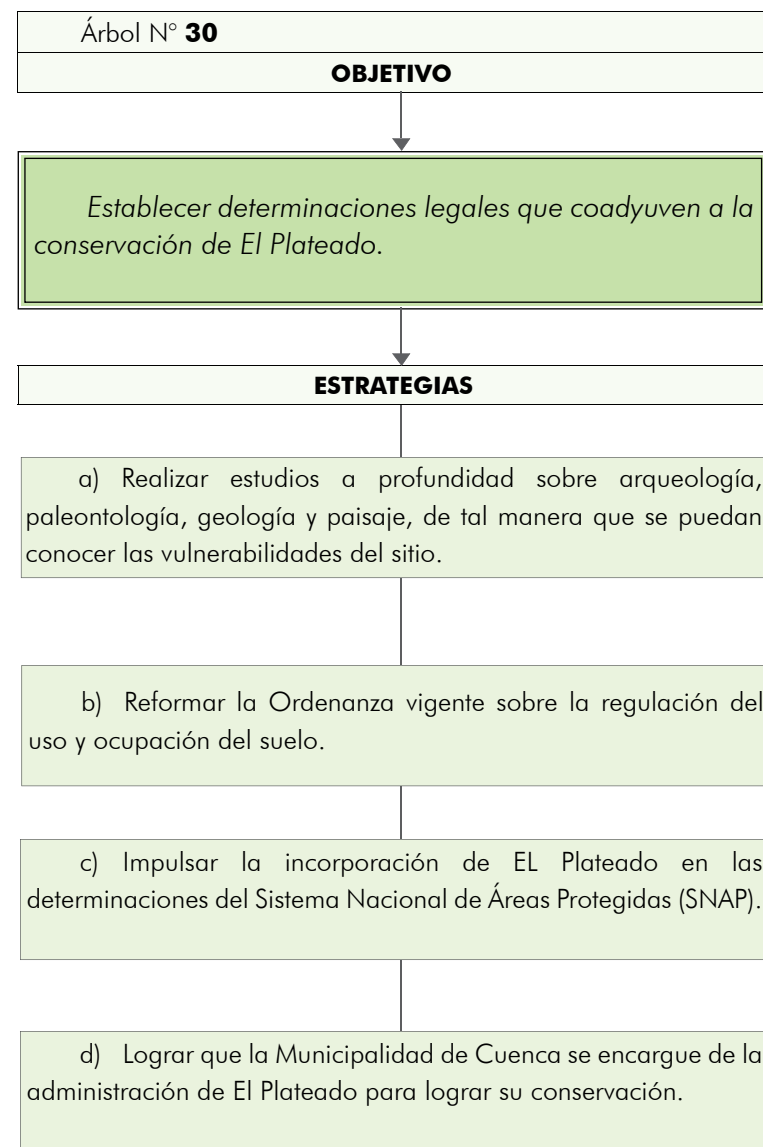 Árbol N° 30
OBJETIVO
Establecer determinaciones legales que coadyuven a la
conservación de El Plateado.
ESTRATEGIAS
a) Realizar estudios a profundidad sobre arqueología,
paleontología, geología y paisaje, de tal manera que se puedan
conocer las vulnerabilidades del sitio.
b) Reformar la Ordenanza vigente sobre la regulación del
uso y ocupación del suelo.
c) Impulsar la incorporación de EL Plateado en las
determinaciones del Sistema Nacional de Áreas Protegidas (SNAP).
d) Lograr que la Municipalidad de Cuenca se encargue de la
administración de El Plateado para lograr su conservación.